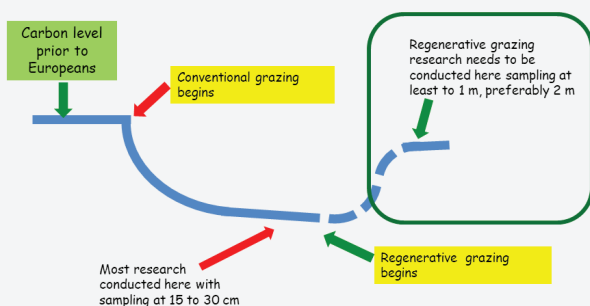 Carbon level
prior to
Europeans
Conventional grazing
begins
Regenerative grazing
research needs to be
conducted here sampling at
least to 1 m, preferably 2 m
Most research
conducted here with
sampling at 15 to 30 cm
Regenerative grazing
begins